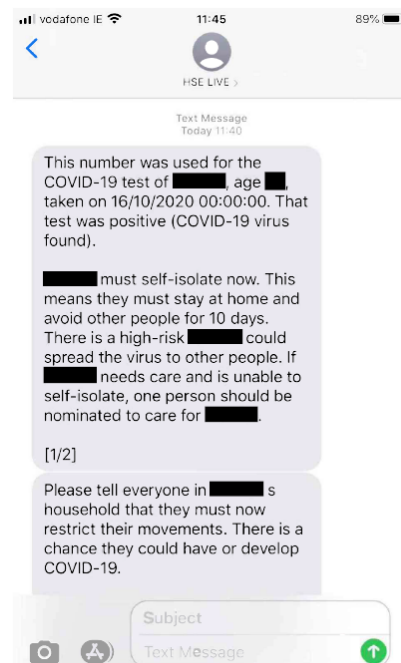 vodafone IE 11:45 89%
HSE LIVE >
Text Message
Today 11:40
This number was used for the
COVID-19 test of , age ,
taken on 16/10/2020 00:00:00. That
test was positive (COVID-19 virus
found).
must self-isolate now. This
means they must stay at home and
avoid other people for 10 days.
There is a high-risk could
spread the virus to other people. If
needs care and is unable to
self-isolate, one person should be
nominated to care for .
[1/2]
Please tell everyone in s
household that they must now
restrict their movements. There is a
chance they could have or develop
COVID-19.
Subject
Text Message